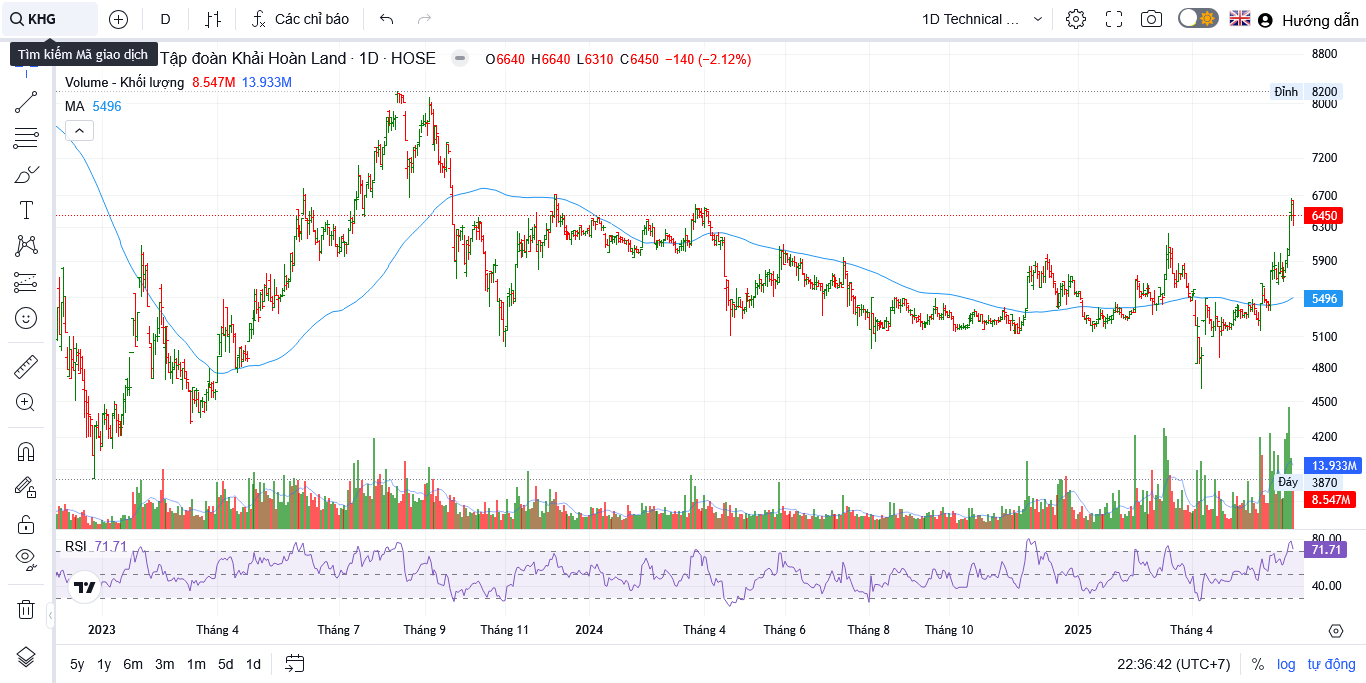 KHG D Các chỉ báo 1D Technical ... Hướng dẫn
Tìm kiếm Mã giao dịch
Tập đoàn Khải Hoàn Land · 1D · HOSE O6640 H6640 L6310 C6450 −140 (−2.12%)
Volume - Khối lượng 8.547M 13.933M
MA 5496
8800
Đỉnh 8200
8000
7200
6700
6450
6300
5900
5496
5100
4800
4500
4200
13.933M
Đáy 3870
8.547M
RSI 71.71
80.00
71.71
40.00
2023 Tháng 4 Tháng 7 Tháng 9 Tháng 11 2024 Tháng 4 Tháng 6 Tháng 8 Tháng 10 2025 Tháng 4
5y 1y 6m 3m 1m 5d 1d 22:36:42 (UTC+7) % log tự động